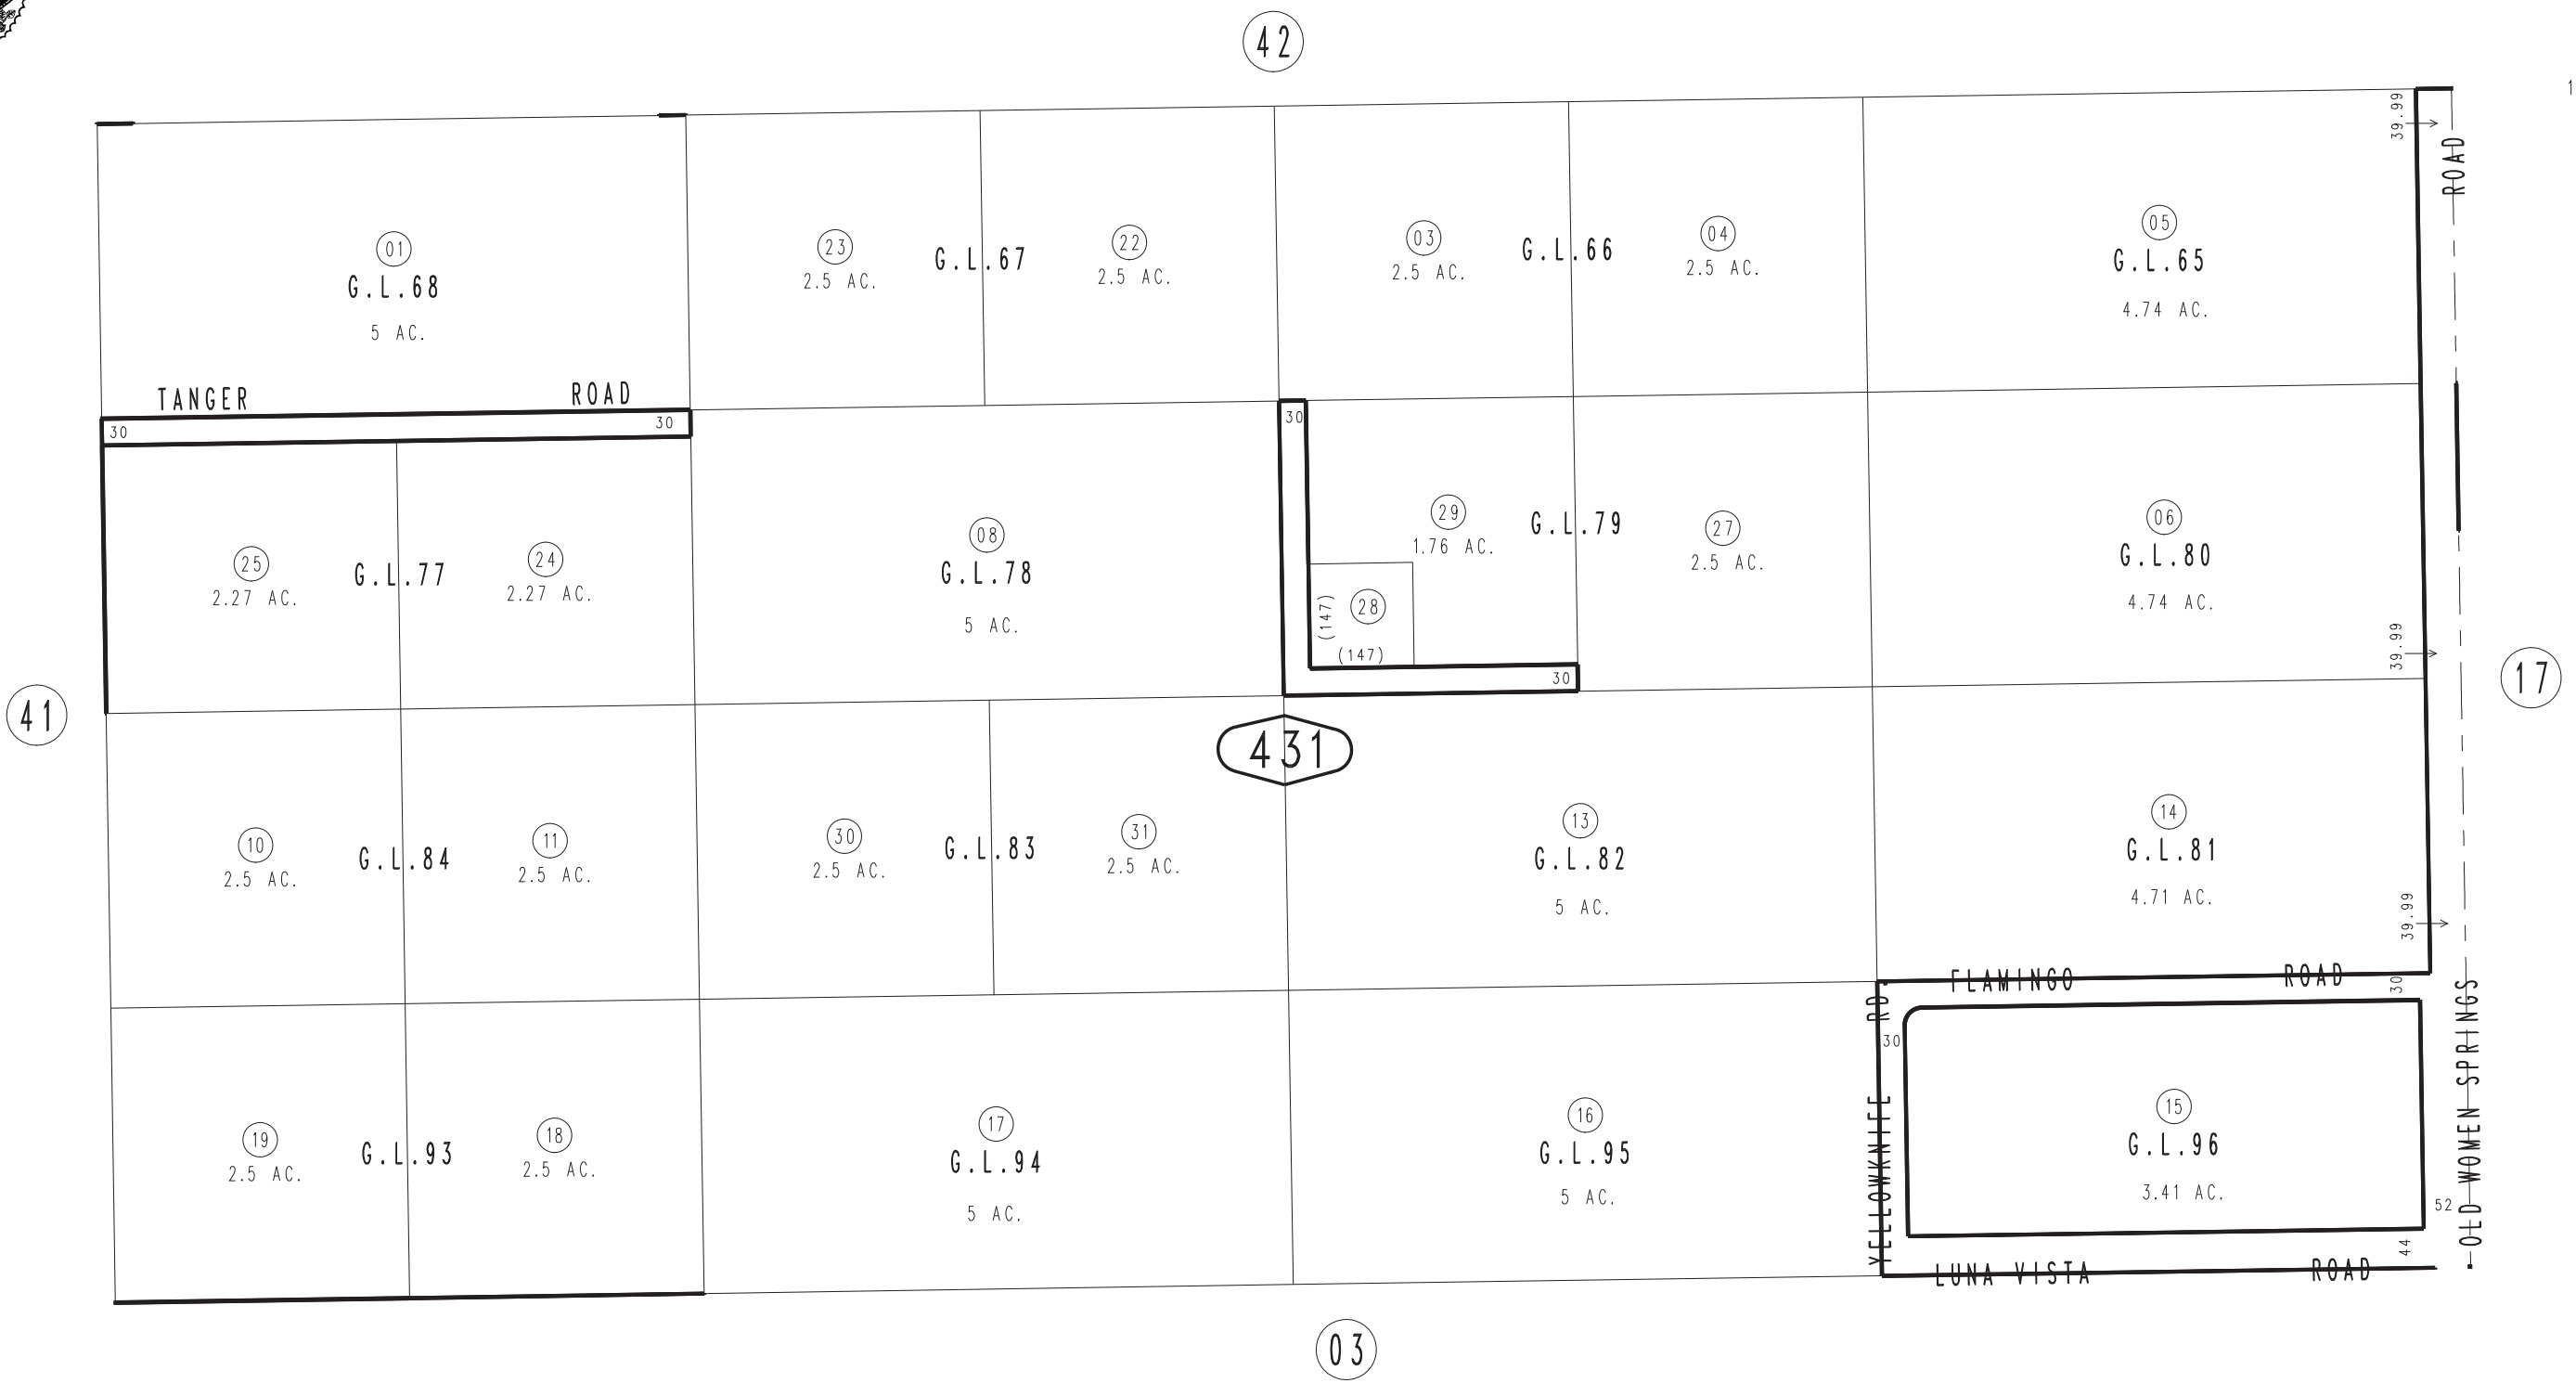 42
1
39.99
ROAD
01
G.L.68
5 AC.
23
2.5 AC.
G.L.67
22
2.5 AC.
03
2.5 AC.
G.L.66
04
2.5 AC.
05
G.L.65
4.74 AC.
TANGER ROAD
30
30
25
2.27 AC.
G.L.77
24
2.27 AC.
08
G.L.78
5 AC.
30
29
1.76 AC.
G.L.79
27
2.5 AC.
28
(147)
(147)
30
06
G.L.80
4.74 AC.
39.99
17
41
431
10
2.5 AC.
G.L.84
11
2.5 AC.
30
2.5 AC.
G.L.83
31
2.5 AC.
13
G.L.82
5 AC.
14
G.L.81
4.71 AC.
39.99
FLAMINGO ROAD
30
YELLOWKNIFE RD
30
OLD WOMEN SPRINGS
19
2.5 AC.
G.L.93
18
2.5 AC.
17
G.L.94
5 AC.
16
G.L.95
5 AC.
15
G.L.96
3.41 AC.
52
44
LUNA VISTA ROAD
03